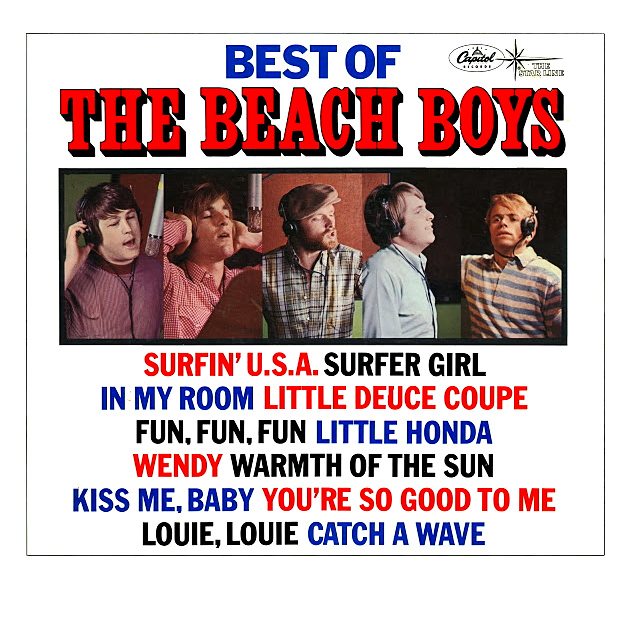 BEST OF
Capitol
RECORDS
THE
STAR LINE
THE BEACH BOYS
SURFIN' U.S.A. SURFER GIRL
IN MY ROOM LITTLE DEUCE COUPE
FUN, FUN, FUN LITTLE HONDA
WENDY WARMTH OF THE SUN
KISS ME, BABY YOU'RE SO GOOD TO ME
LOUIE, LOUIE CATCH A WAVE